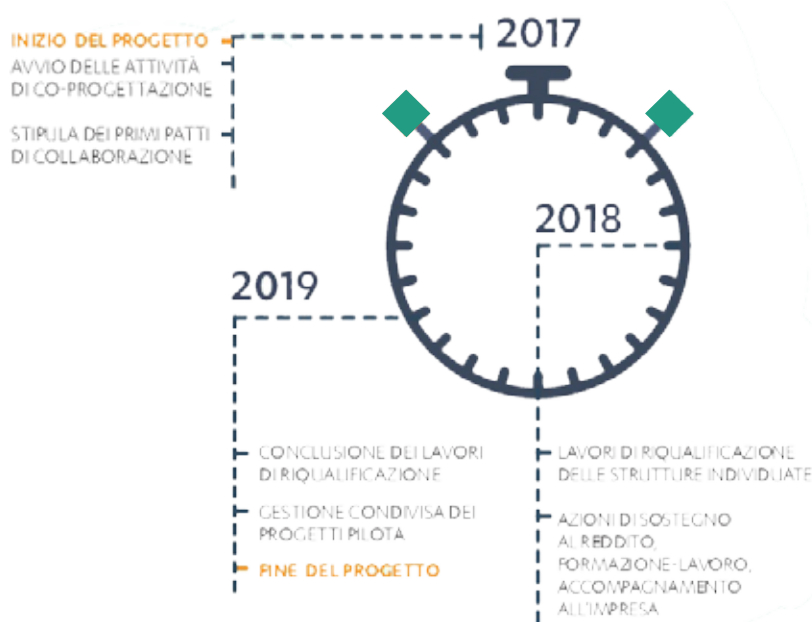 2017
INIZIO DEL PROGETTO
AVVIO DELLE ATTIVITÀ
DI CO-PROGETTAZIONE
STIPULA DEI PRIMI PATTI
DI COLLABORAZIONE
2018
LAVORI DI RIQUALIFICAZIONE
DELLE STRUTTURE INDIVIDUATE
AZIONI DI SOSTEGNO
AL REDDITO,
FORMAZIONE-LAVORO,
ACCOMPAGNAMENTO
ALL'IMPRESA
2019
CONCLUSIONE DEI LAVORI
DI RIQUALIFICAZIONE
GESTIONE CONDIVISA DEI
PROGETTI PILOTA
FINE DEL PROGETTO